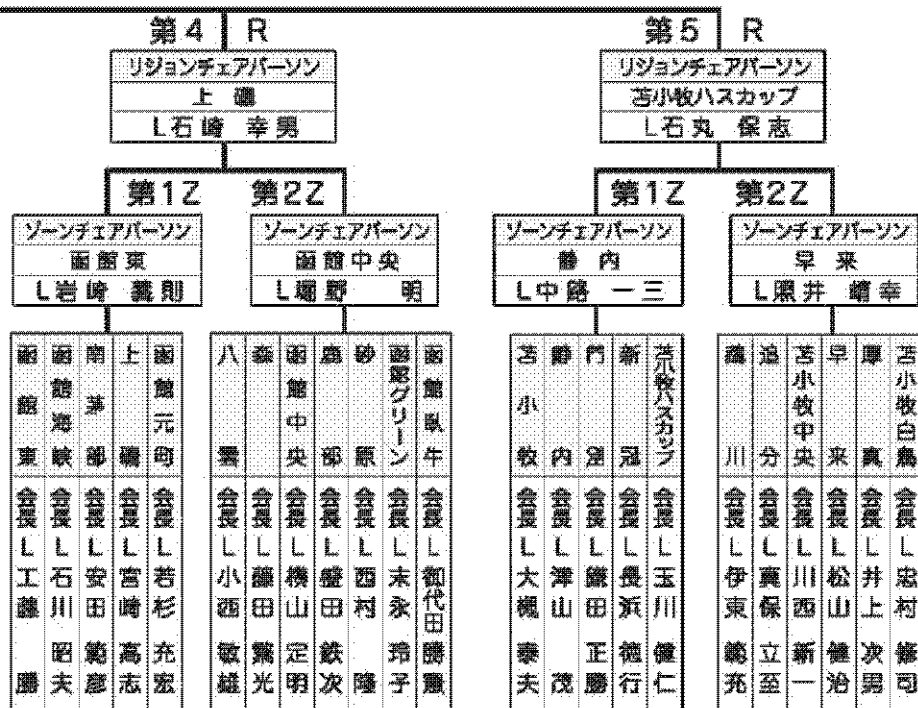 第4 R
リジョンチェアパーソン
上磯
L石崎 幸男
第1Z
ゾーンチェアパーソン
函館東
L岩崎 義則
函館東 会長 L工藤 勝
函館海峡 会長 L石川 昭夫
南茅部 会長 L安田 範彦
上磯 会長 L宮崎 高志
函館元町 会長 L若杉 充宏
第2Z
ゾーンチェアパーソン
函館中央
L堀野 明
八雲 会長 L小西 敏雄
森 会長 L藤田 繁光
函館中央 会長 L横山 定明
鹿部 会長 L盛田 鉄次
砂原 会長 L西村 隆
函館グリーン 会長 L末永 玲子
函館臥牛 会長 L御代田 勝憲
第5 R
リジョンチェアパーソン
苫小牧ハスカップ
L石丸 保志
第1Z
ゾーンチェアパーソン
静内
L中路 一三
苫小牧 会長 L大槻 泰夫
静内 会長 L津山 茂
門別 会長 L鎌田 正勝
新冠 会長 L長浜 徳行
苫小牧ハスカップ 会長 L玉川 健仁
第2Z
ゾーンチェアパーソン
早来
L照井 靖幸
鵡川 会長 L伊東 範充
追分 会長 L真保 立至
苫小牧中央 会長 L川西 新一
早来 会長 L松山 健治
厚真 会長 L井上 次男
苫小牧白鳥 会長 L忠村 修司